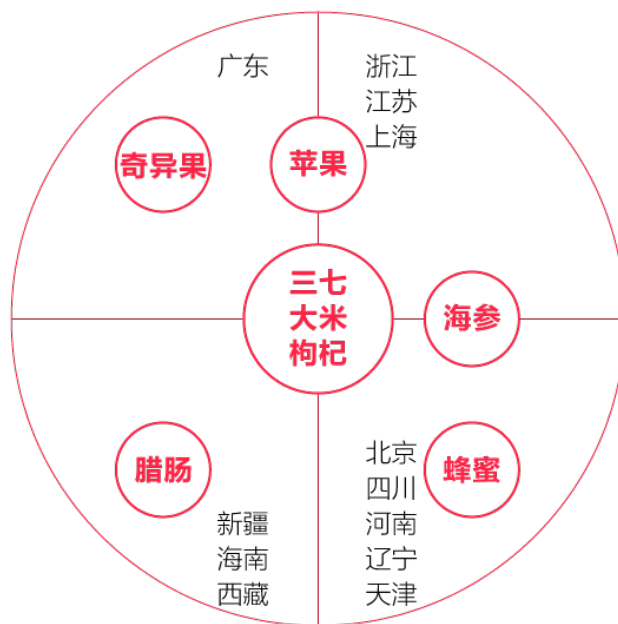 广东
浙江
江苏
上海
奇异果
苹果
三七
大米
枸杞
海参
腊肠
新疆
海南
西藏
北京
四川
河南
辽宁
天津
蜂蜜